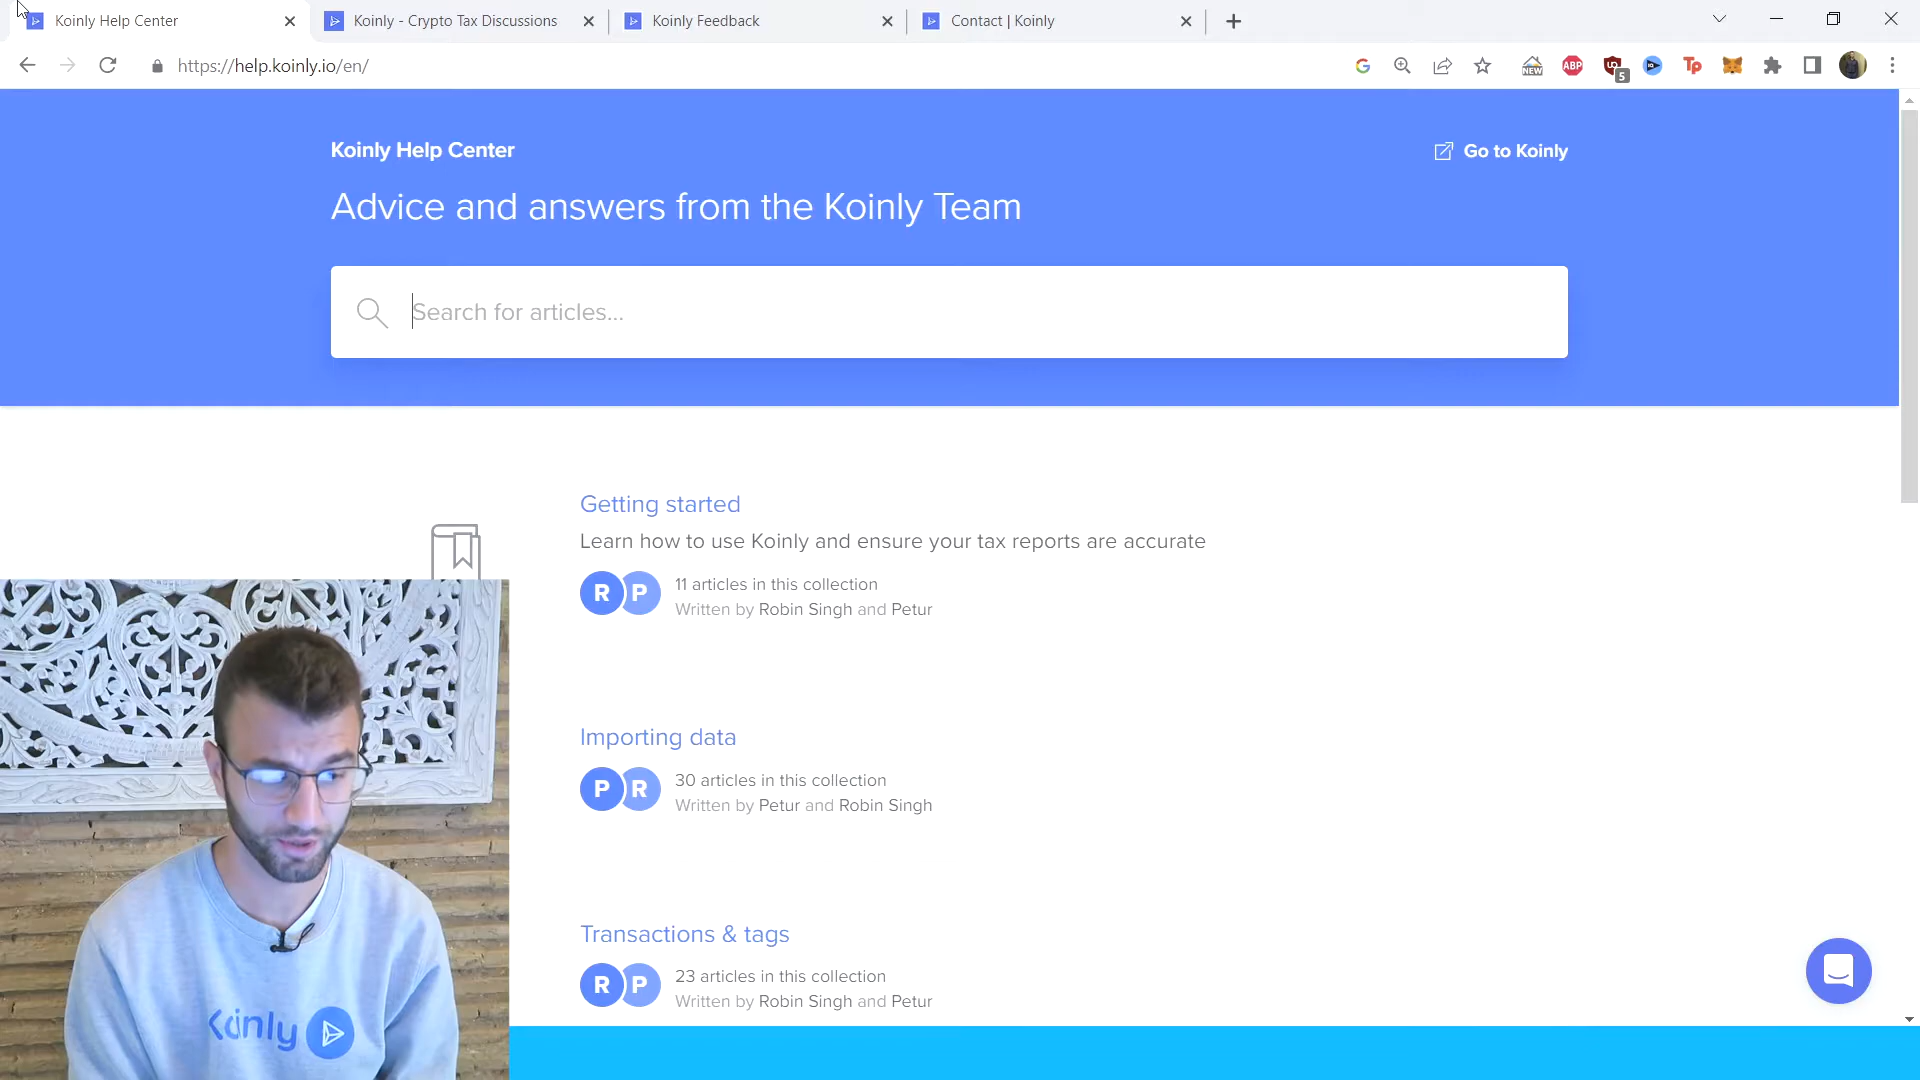 Koinly Help Center
Koinly - Crypto Tax Discussions
Koinly Feedback
Contact | Koinly
https://help.koinly.io/en/
NEW
ABP
5
Tp
Koinly Help Center
Go to Koinly
Advice and answers from the Koinly Team
Search for articles...
Getting started
Learn how to use Koinly and ensure your tax reports are accurate
R P
11 articles in this collection
Written by Robin Singh and Petur
Importing data
P R
30 articles in this collection
Written by Petur and Robin Singh
Transactions & tags
R P
23 articles in this collection
Written by Robin Singh and Petur
Koinly